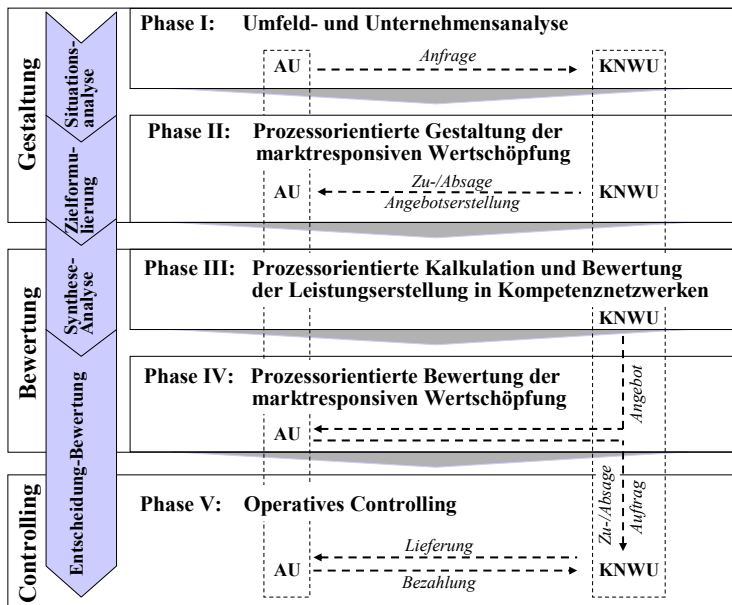 Gestaltung
Situations-
analyse
Phase I: Umfeld- und Unternehmensanalyse
AU
Anfrage
KNWU
Zielformu-
lierung
Phase II: Prozessorientierte Gestaltung der
marktresponsiven Wertschöpfung
AU
Zu-/Absage
Angebotserstellung
KNWU
Bewertung
Synthese-
Analyse
Phase III: Prozessorientierte Kalkulation und Bewertung
der Leistungserstellung in Kompetenznetzwerken
KNWU
Entscheidung-Bewertung
Phase IV: Prozessorientierte Bewertung der
marktresponsiven Wertschöpfung
AU
Angebot
Controlling
Phase V: Operatives Controlling
Zu-/Absage
Auftrag
AU
Lieferung
Bezahlung
KNWU